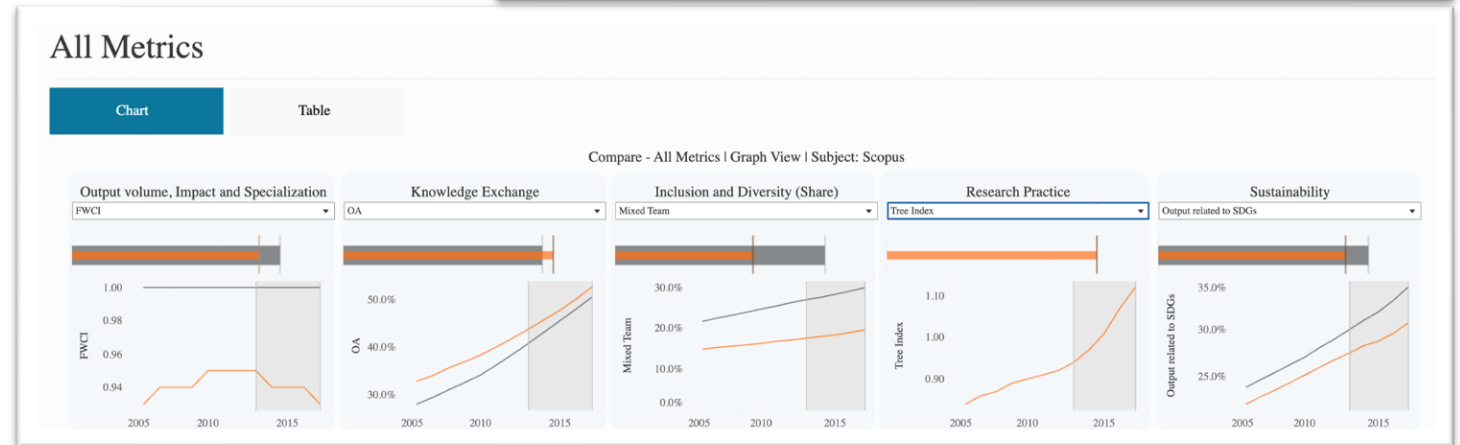 All Metrics
Chart Table
Compare - All Metrics | Graph View | Subject: Scopus
Output volume, Impact and Specialization
FWCI
1.00
0.98
0.96
0.94
FWCI
2005 2010 2015
Knowledge Exchange
OA
50.0%
40.0%
30.0%
OA
2005 2010 2015
Inclusion and Diversity (Share)
Mixed Team
30.0%
20.0%
10.0%
0.0%
Mixed Team
2005 2010 2015
Research Practice
Tree Index
1.10
1.00
0.90
Tree Index
2005 2010 2015
Sustainability
Output related to SDGs
35.0%
30.0%
25.0%
Output related to SDGs
2005 2010 2015